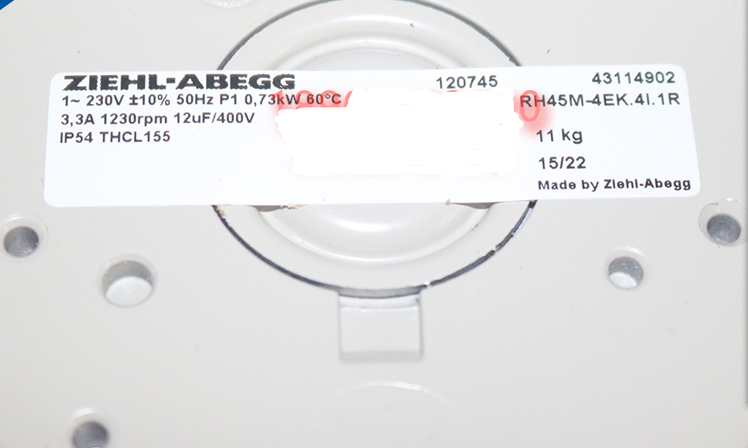 ZIEHL-ABEGG 120745 43114902
1~ 230V ±10% 50Hz P1 0,73kW 60°C RH45M-4EK.4I.1R
3,3A 1230rpm 12uF/400V
IP54 THCL155 11 kg
15/22
Made by Ziehl-Abegg